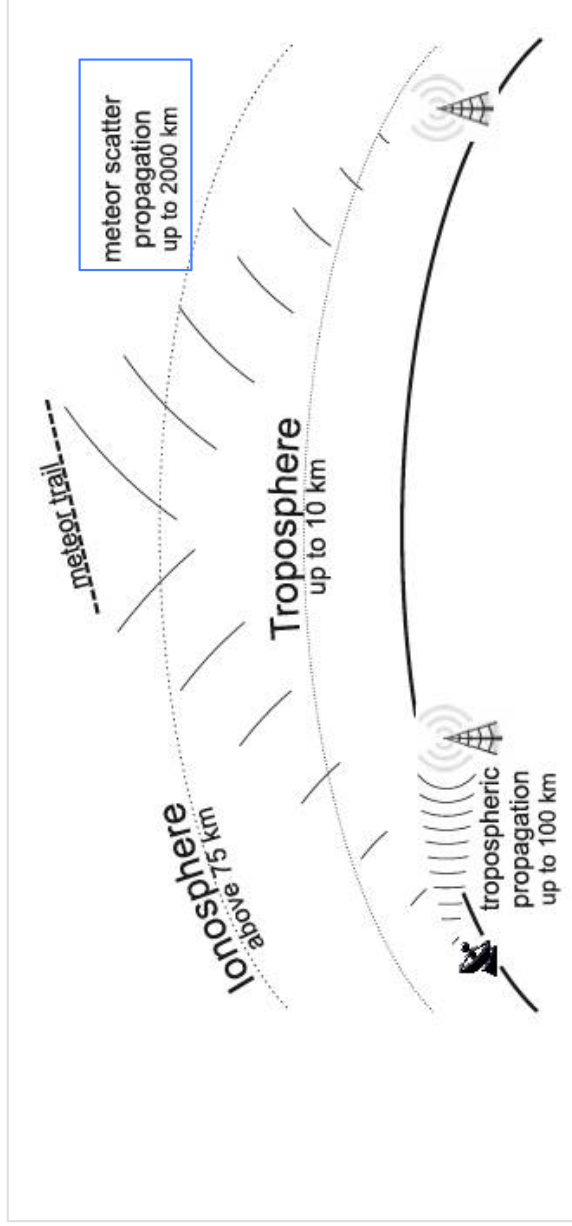 meteor trail
meteor scatter
propagation
up to 2000 km
Ionosphere
above 75 km
Troposphere
up to 10 km
tropospheric
propagation
up to 100 km